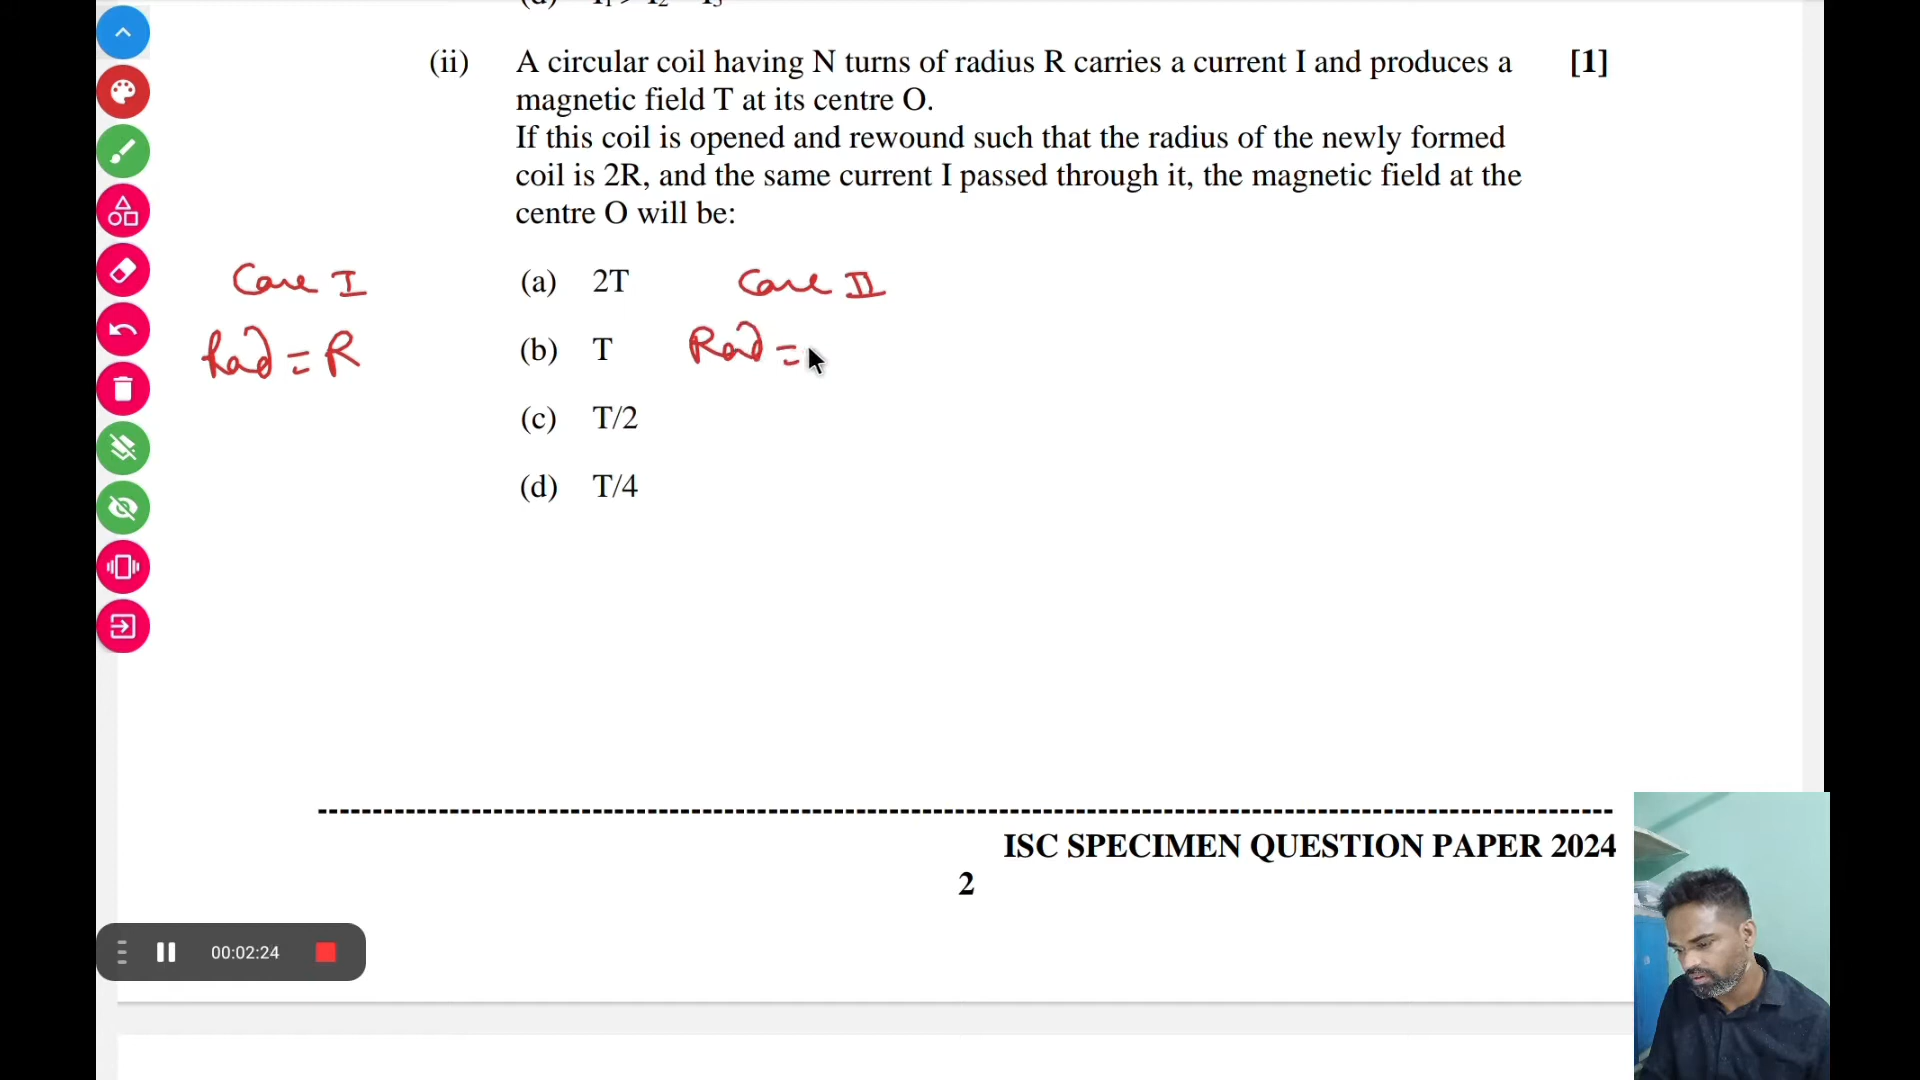 (ii) A circular coil having N turns of radius R carries a current I and produces a [1]
magnetic field T at its centre O.
If this coil is opened and rewound such that the radius of the newly formed
coil is 2R, and the same current I passed through it, the magnetic field at the
centre O will be:
Case I (a) 2T Case II
Rad = R (b) T Rad =
(c) T/2
(d) T/4
ISC SPECIMEN QUESTION PAPER 2024
2
00:02:24